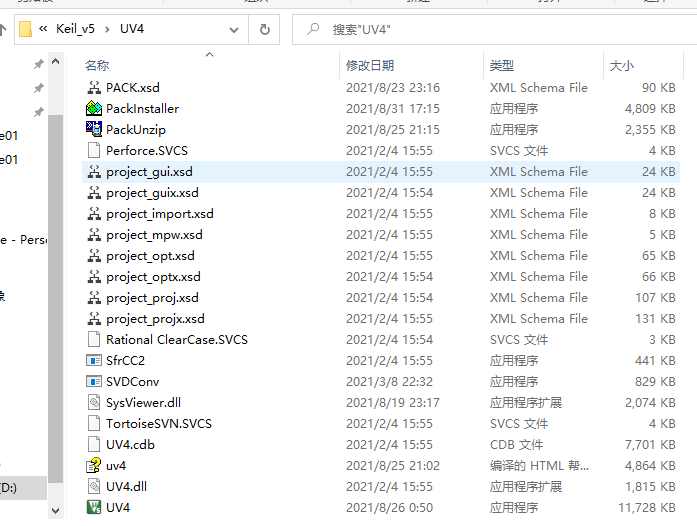 « Keil_v5 › UV4
搜索"UV4"
名称 修改日期 类型 大小
PACK.xsd 2021/8/23 23:16 XML Schema File 90 KB
PackInstaller 2021/8/31 17:15 应用程序 4,809 KB
PackUnzip 2021/8/25 21:15 应用程序 2,355 KB
Perforce.SVCS 2021/2/4 15:55 SVCS 文件 4 KB
project_gui.xsd 2021/2/4 15:55 XML Schema File 24 KB
project_guix.xsd 2021/2/4 15:54 XML Schema File 24 KB
project_import.xsd 2021/2/4 15:55 XML Schema File 8 KB
project_mpw.xsd 2021/2/4 15:55 XML Schema File 5 KB
project_opt.xsd 2021/2/4 15:55 XML Schema File 65 KB
project_optx.xsd 2021/2/4 15:54 XML Schema File 66 KB
project_proj.xsd 2021/2/4 15:54 XML Schema File 107 KB
project_projx.xsd 2021/2/4 15:55 XML Schema File 131 KB
Rational ClearCase.SVCS 2021/2/4 15:54 SVCS 文件 3 KB
SfrCC2 2021/2/4 15:55 应用程序 441 KB
SVDConv 2021/3/8 22:32 应用程序 829 KB
SysViewer.dll 2021/8/19 23:17 应用程序扩展 2,074 KB
TortoiseSVN.SVCS 2021/2/4 15:55 SVCS 文件 4 KB
UV4.cdb 2021/2/4 15:55 CDB 文件 7,701 KB
uv4 2021/8/25 21:02 编译的 HTML 帮... 4,864 KB
UV4.dll 2021/2/4 15:55 应用程序扩展 1,815 KB
UV4 2021/8/26 0:50 应用程序 11,728 KB
e01
e01
e - Pers
象
(D:)